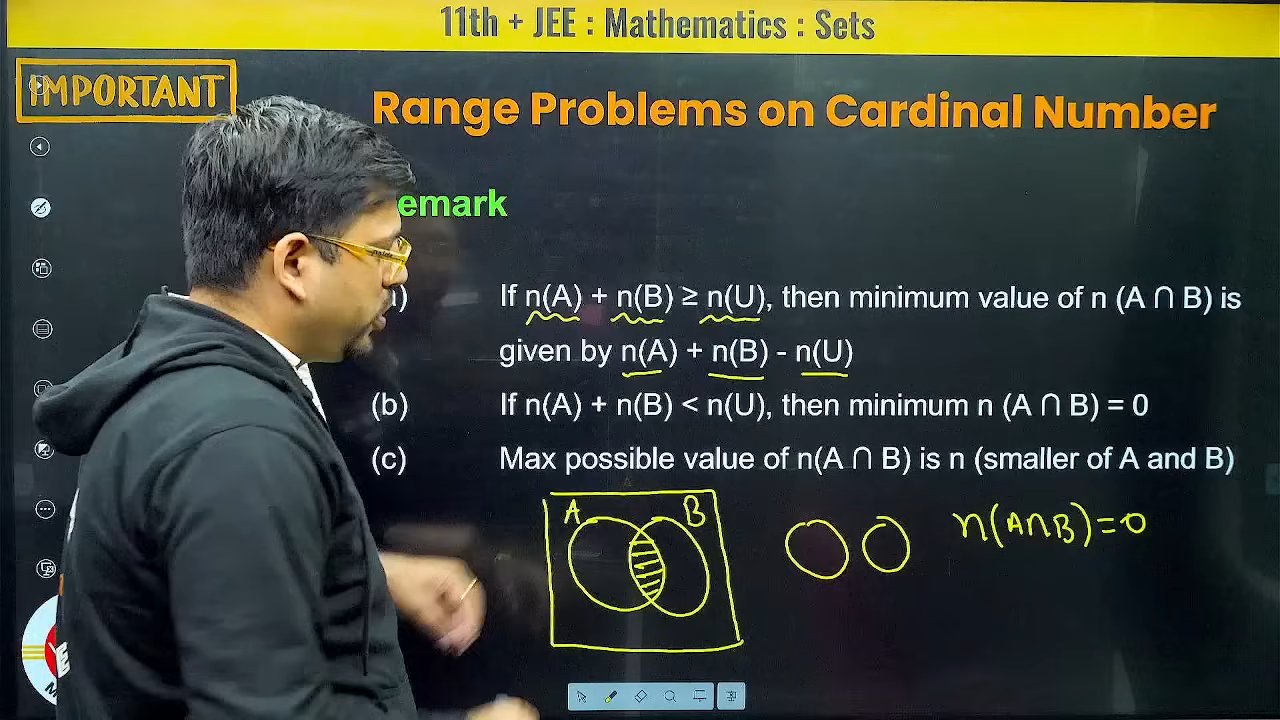 11th + JEE : Mathematics : Sets
IMPORTANT
Range Problems on Cardinal Number
emark
a) If n(A) + n(B) ≥ n(U), then minimum value of n (A ∩ B) is
given by n(A) + n(B) - n(U)
(b) If n(A) + n(B) < n(U), then minimum n (A ∩ B) = 0
(c) Max possible value of n(A ∩ B) is n (smaller of A and B)
A B
n(A∩B)=0